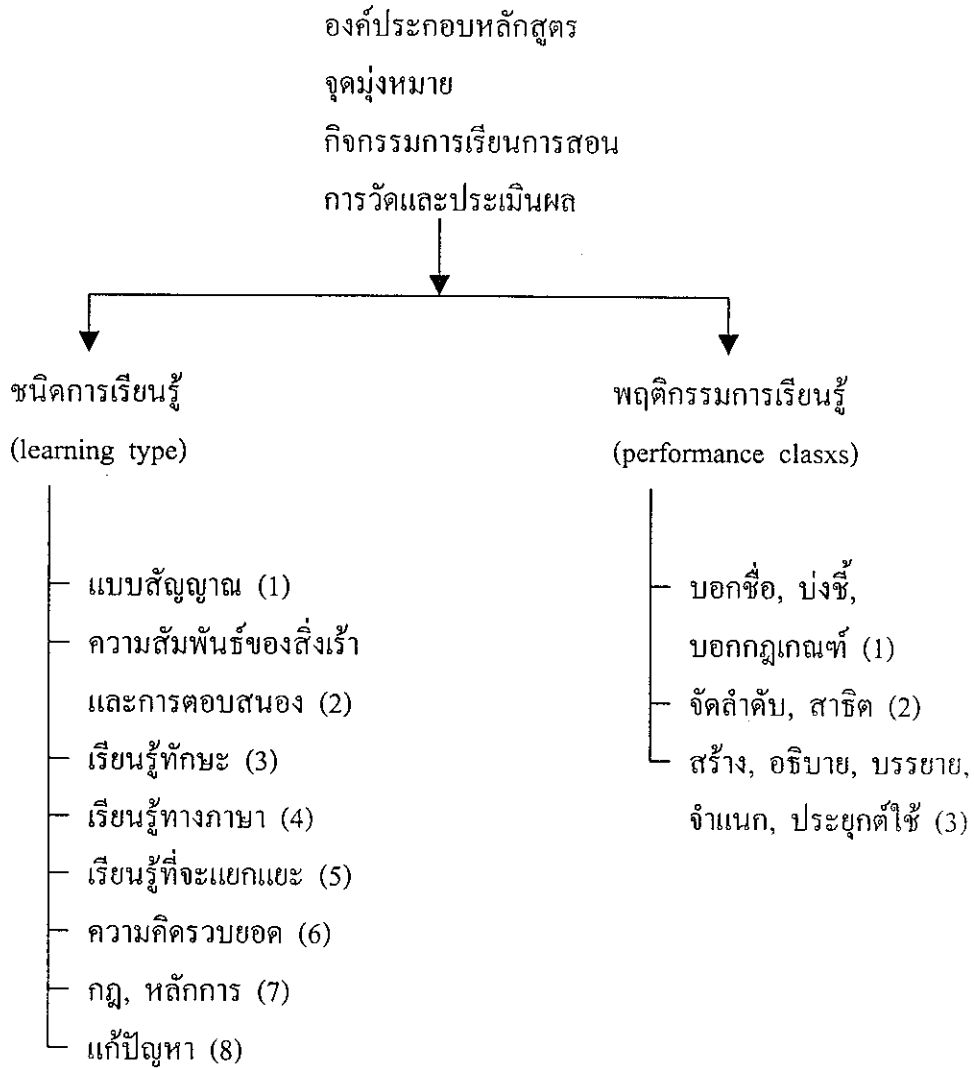 องค์ประกอบหลักสูตร
จุดมุ่งหมาย
กิจกรรมการเรียนการสอน
การวัดและประเมินผล
ชนิดการเรียนรู้
(learning type)
แบบสัญญาณ (1)
ความสัมพันธ์ของสิ่งเร้า
และการตอบสนอง (2)
เรียนรู้ทักษะ (3)
เรียนรู้ทางภาษา (4)
เรียนรู้ที่จะแยกแยะ (5)
ความคิดรวบยอด (6)
กฎ, หลักการ (7)
แก้ปัญหา (8)
พฤติกรรมการเรียนรู้
(performance clasxs)
บอกชื่อ, บ่งชี้,
บอกกฎเกณฑ์ (1)
จัดลำดับ, สาธิต (2)
สร้าง, อธิบาย, บรรยาย,
จำแนก, ประยุกต์ใช้ (3)